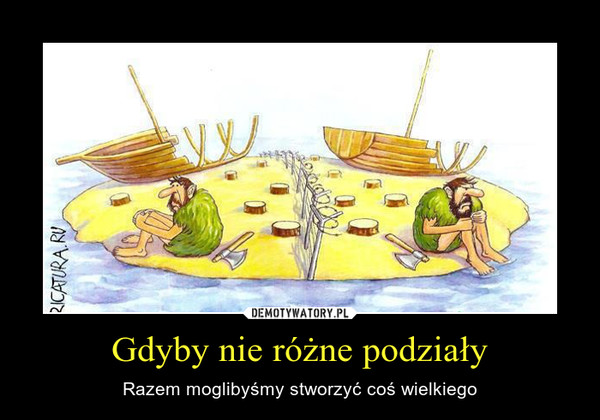 RICATURA.RU
DEMOTYWATORY.PL
Gdyby nie różne podziały
Razem moglibyśmy stworzyć coś wielkiego